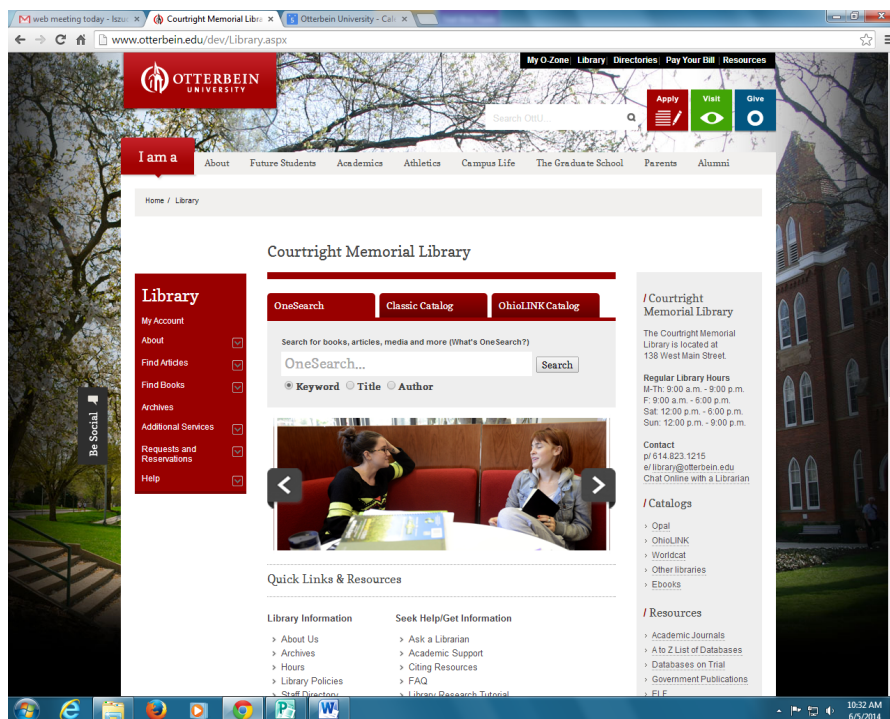 web meeting today - lszuc
Courtright Memorial Libra
Otterbein University - Cale
www.otterbein.edu/dev/Library.aspx
My O-Zone Library Directories Pay Your Bill Resources
OTTERBEIN
UNIVERSITY
Search OttU...
Apply Visit Give
I am a About Future Students Academics Athletics Campus Life The Graduate School Parents Alumni
Home / Library
Courtright Memorial Library
Library
My Account
About
Find Articles
Find Books
Archives
Additional Services
Requests and
Reservations
Help
Be Social
OneSearch Classic Catalog OhioLINK Catalog
Search for books, articles, media and more (What's OneSearch?)
OneSearch... Search
Keyword Title Author
Quick Links & Resources
Library Information
> About Us
> Archives
> Hours
> Library Policies
> Staff Directory
Seek Help/Get Information
> Ask a Librarian
> Academic Support
> Citing Resources
> FAQ
> Library Research Tutorial
/ Courtright
Memorial Library
The Courtright Memorial
Library is located at
138 West Main Street.
Regular Library Hours
M-Th: 9:00 a.m. - 9:00 p.m.
F: 9:00 a.m. - 6:00 p.m.
Sat: 12:00 p.m. - 6:00 p.m.
Sun: 12:00 p.m. - 9:00 p.m.
Contact
p/ 614.823.1215
e/ library@otterbein.edu
Chat Online with a Librarian
/ Catalogs
> Opal
> OhioLINK
> Worldcat
> Other libraries
> Ebooks
/ Resources
> Academic Journals
> A to Z List of Databases
> Databases on Trial
> Government Publications
> ELF
10:32 AM
6/5/2014